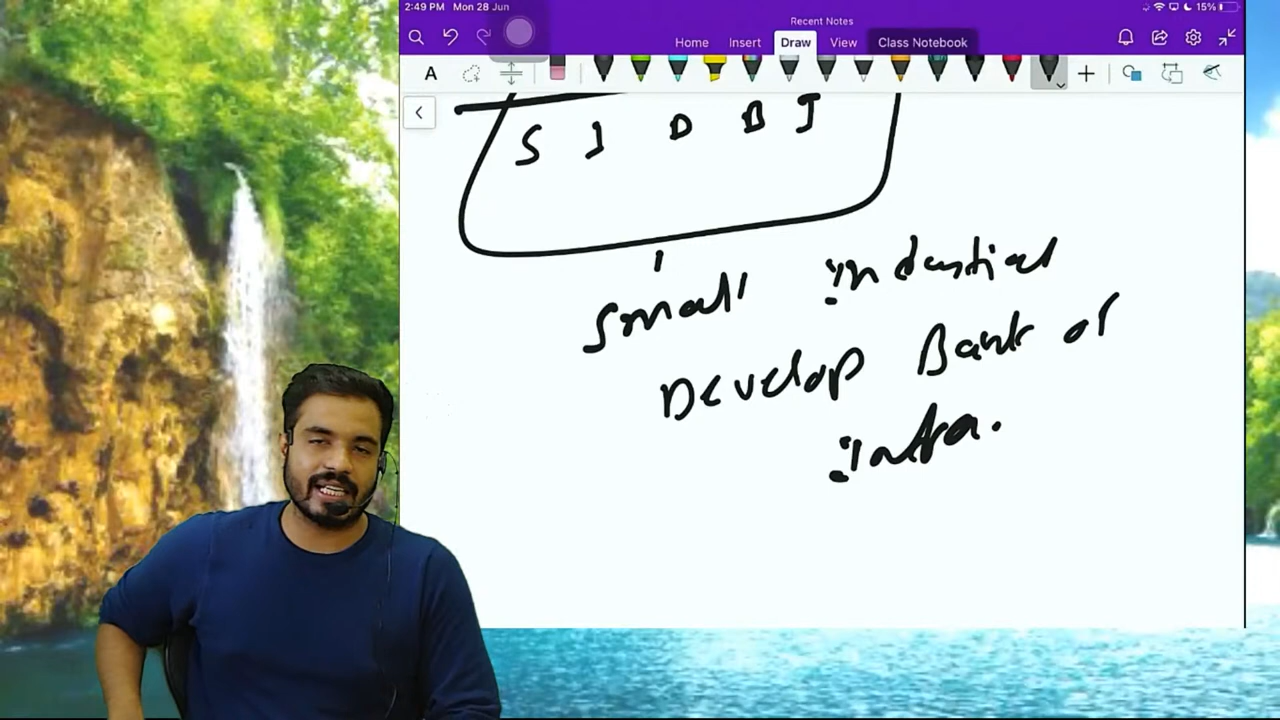 2:49 PM Mon 28 Jun
15%
Recent Notes
Home Insert Draw View Class Notebook
A
S I D B I
Small industrial
Develop Bank of